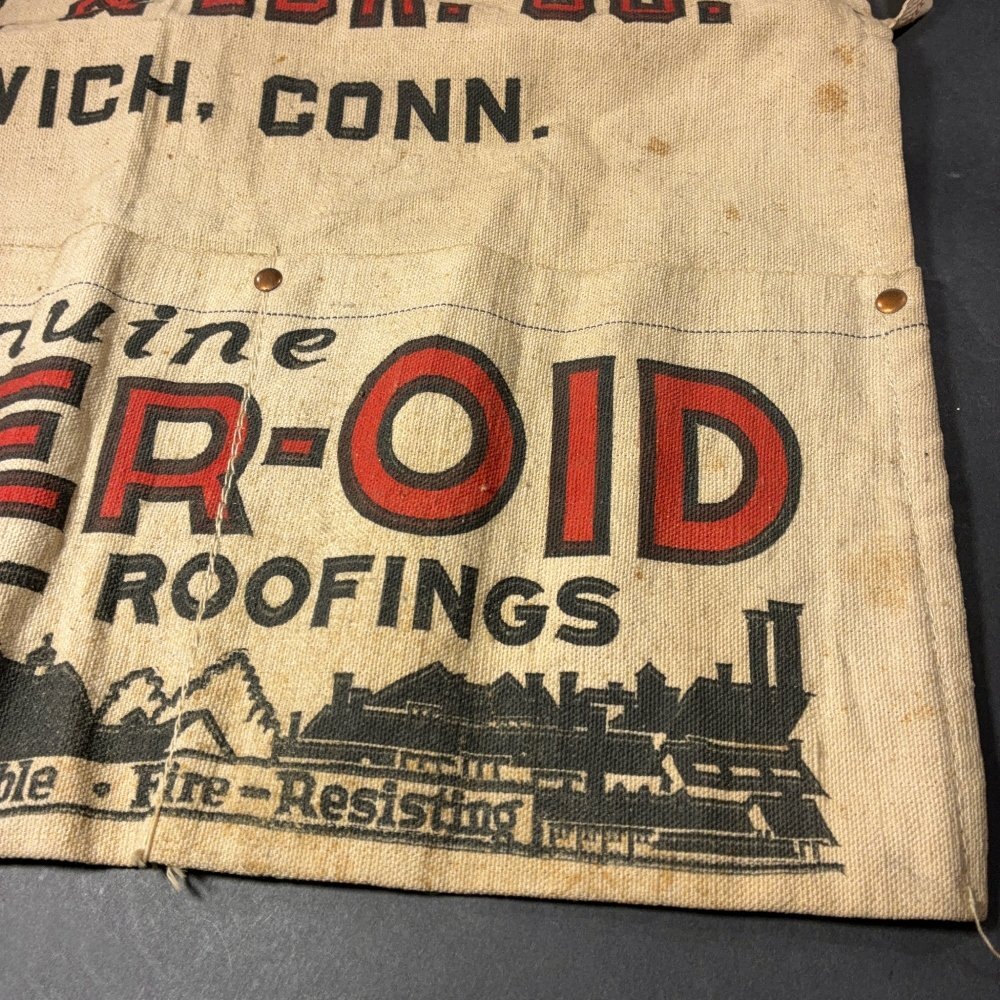 & LBR. CO.
WICH, CONN.
nuine
ER-OID
ROOFINGS
ble · Fire-Resisting